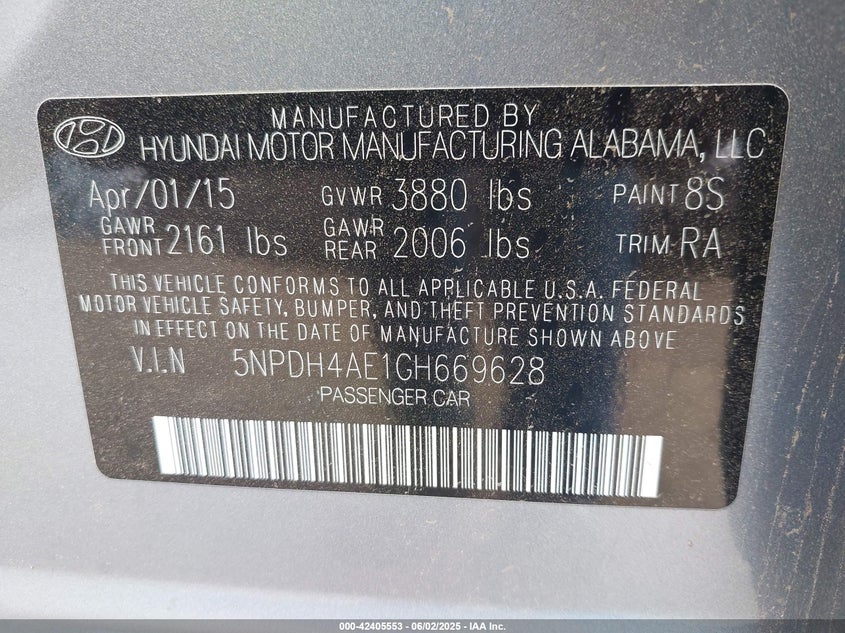 MANUFACTURED BY
HYUNDAI MOTOR MANUFACTURING ALABAMA, LLC
Apr/01/15 GVWR 3880 lbs PAINT 8S
GAWR FRONT 2161 lbs GAWR REAR 2006 lbs TRIM RA
THIS VEHICLE CONFORMS TO ALL APPLICABLE U.S.A. FEDERAL
MOTOR VEHICLE SAFETY, BUMPER, AND THEFT PREVENTION STANDARDS
IN EFFECT ON THE DATE OF MANUFACTURE SHOWN ABOVE
V.I.N 5NPDH4AE1GH669628
PASSENGER CAR
000-42405553 - 06/02/2025 - IAA Inc.